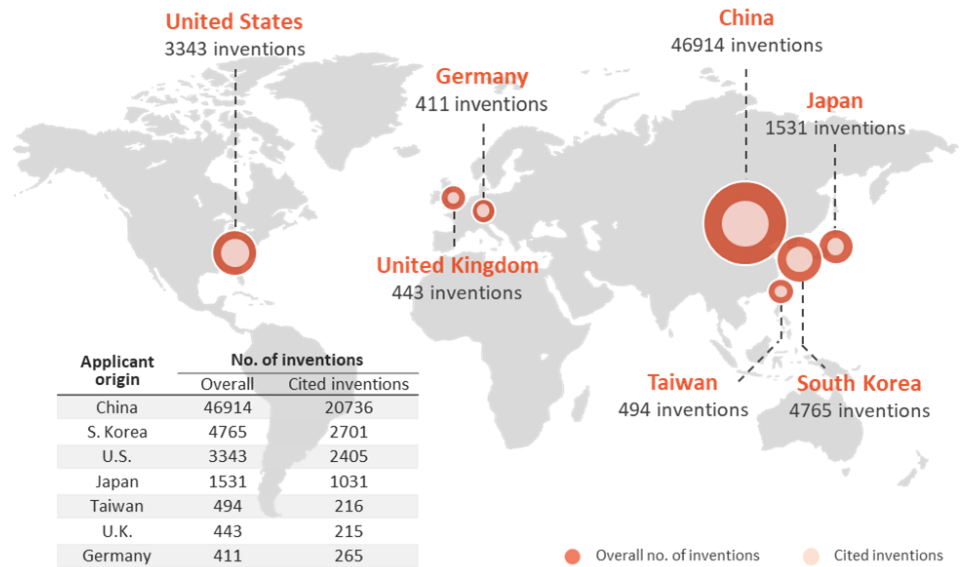 United States
3343 inventions
China
46914 inventions
Germany
411 inventions
Japan
1531 inventions
United Kingdom
443 inventions
Taiwan
494 inventions
South Korea
4765 inventions
Applicant origin No. of inventions
Overall Cited inventions
China 46914 20736
S. Korea 4765 2701
U.S. 3343 2405
Japan 1531 1031
Taiwan 494 216
U.K. 443 215
Germany 411 265
Overall no. of inventions Cited inventions